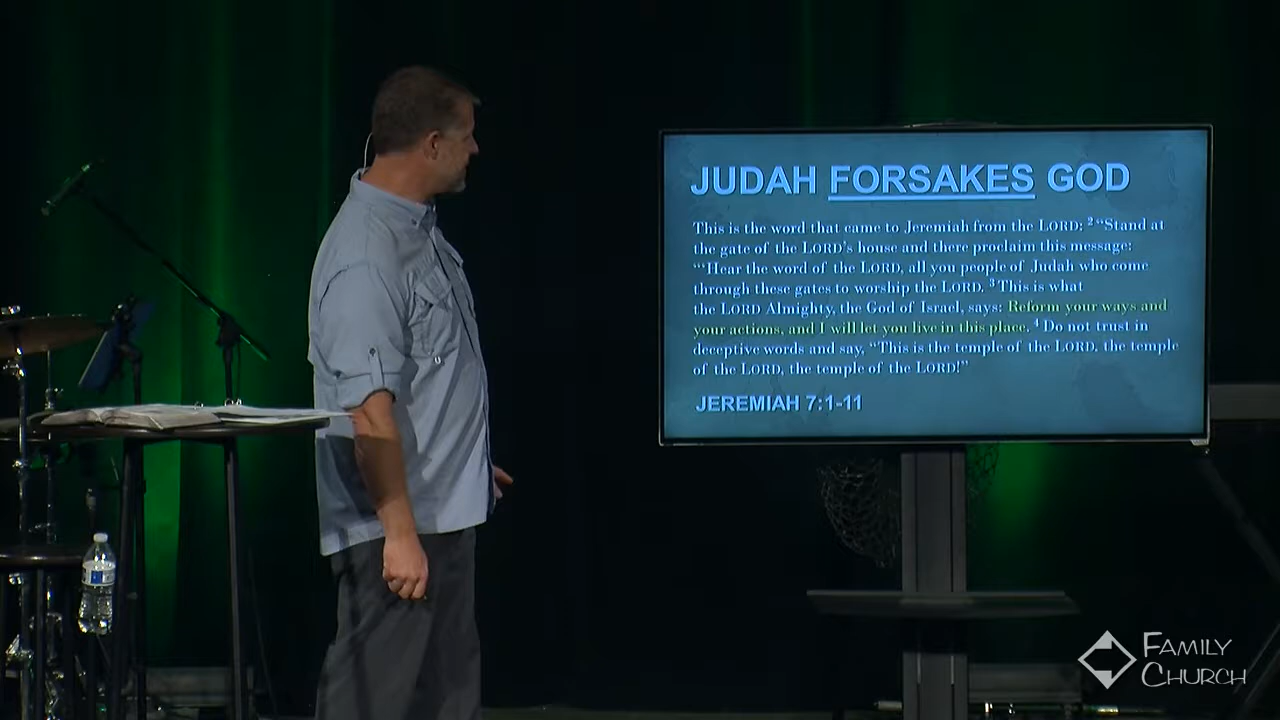 JUDAH FORSAKES GOD
This is the word that came to Jeremiah from the LORD: 2 “Stand at
the gate of the LORD’s house and there proclaim this message:
“‘Hear the word of the LORD, all you people of Judah who come
through these gates to worship the LORD. 3 This is what
the LORD Almighty, the God of Israel, says: Reform your ways and
your actions, and I will let you live in this place. 4 Do not trust in
deceptive words and say, “This is the temple of the LORD, the temple
of the LORD, the temple of the LORD!”
JEREMIAH 7:1-11
FAMILY
CHURCH